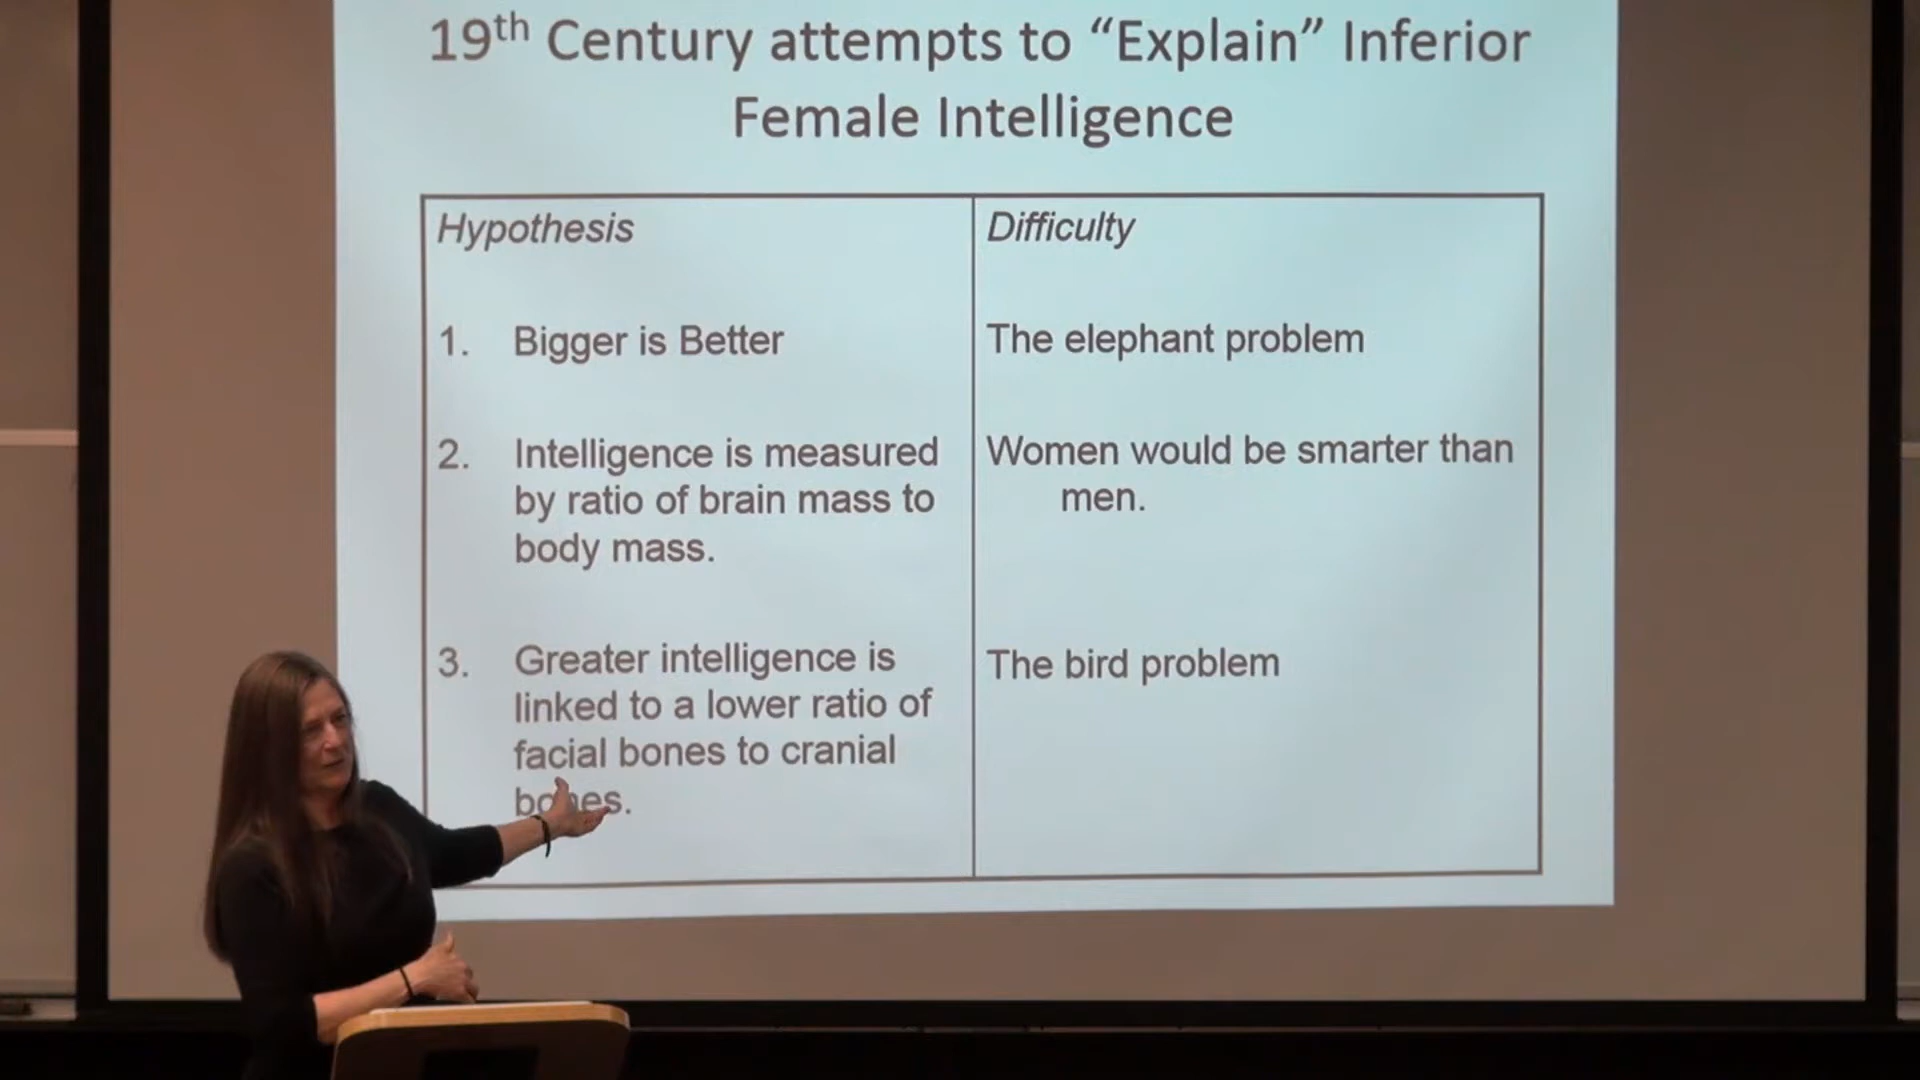 19th Century attempts to “Explain” Inferior
Female Intelligence
Hypothesis
Difficulty
1. Bigger is Better
The elephant problem
2. Intelligence is measured
by ratio of brain mass to
body mass.
Women would be smarter than
men.
3. Greater intelligence is
linked to a lower ratio of
facial bones to cranial
bones.
The bird problem